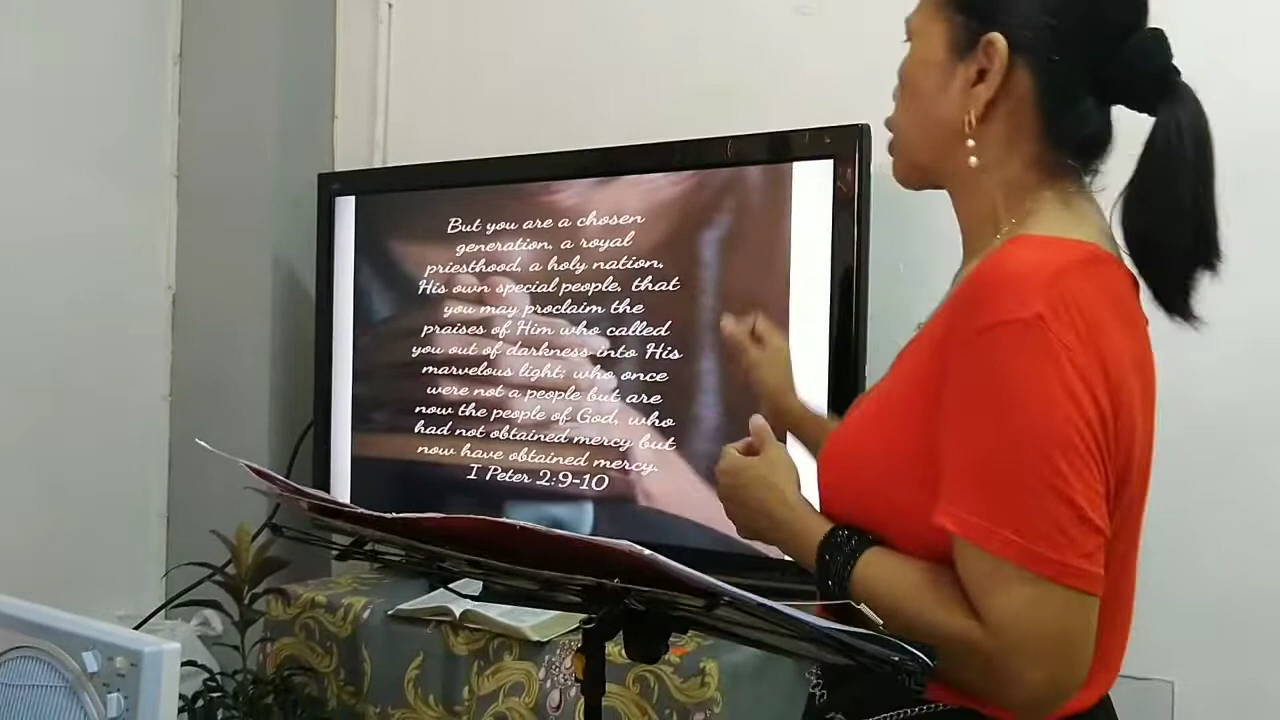 But you are a chosen
generation, a royal
priesthood, a holy nation,
His own special people, that
you may proclaim the
praises of Him who called
you out of darkness into His
marvelous light; who once
were not a people but are
now the people of God, who
had not obtained mercy but
now have obtained mercy.
I Peter 2:9-10